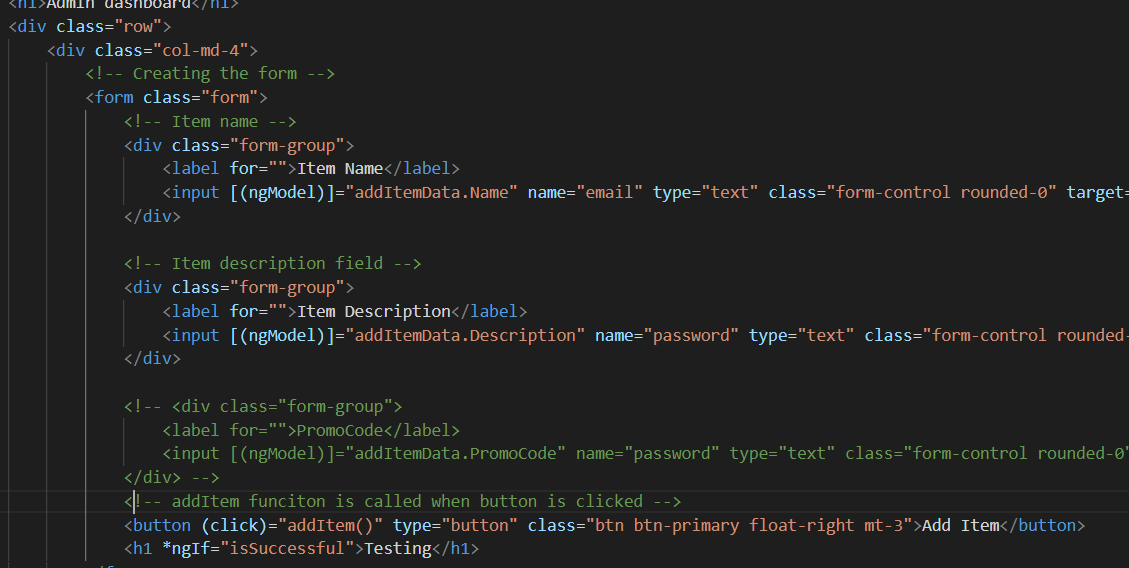 <h1>Admin dashboard</h1>
<div class="row">
<div class="col-md-4">
<!-- Creating the form -->
<form class="form">
<!-- Item name -->
<div class="form-group">
<label for="">Item Name</label>
<input [(ngModel)]="addItemData.Name" name="email" type="text" class="form-control rounded-0" target=
</div>
<!-- Item description field -->
<div class="form-group">
<label for="">Item Description</label>
<input [(ngModel)]="addItemData.Description" name="password" type="text" class="form-control rounded-
</div>
<!-- <div class="form-group">
<label for="">PromoCode</label>
<input [(ngModel)]="addItemData.PromoCode" name="password" type="text" class="form-control rounded-0"
</div> -->
<!-- addItem funciton is called when button is clicked -->
<button (click)="addItem()" type="button" class="btn btn-primary float-right mt-3">Add Item</button>
<h1 *ngIf="isSuccessful">Testing</h1>